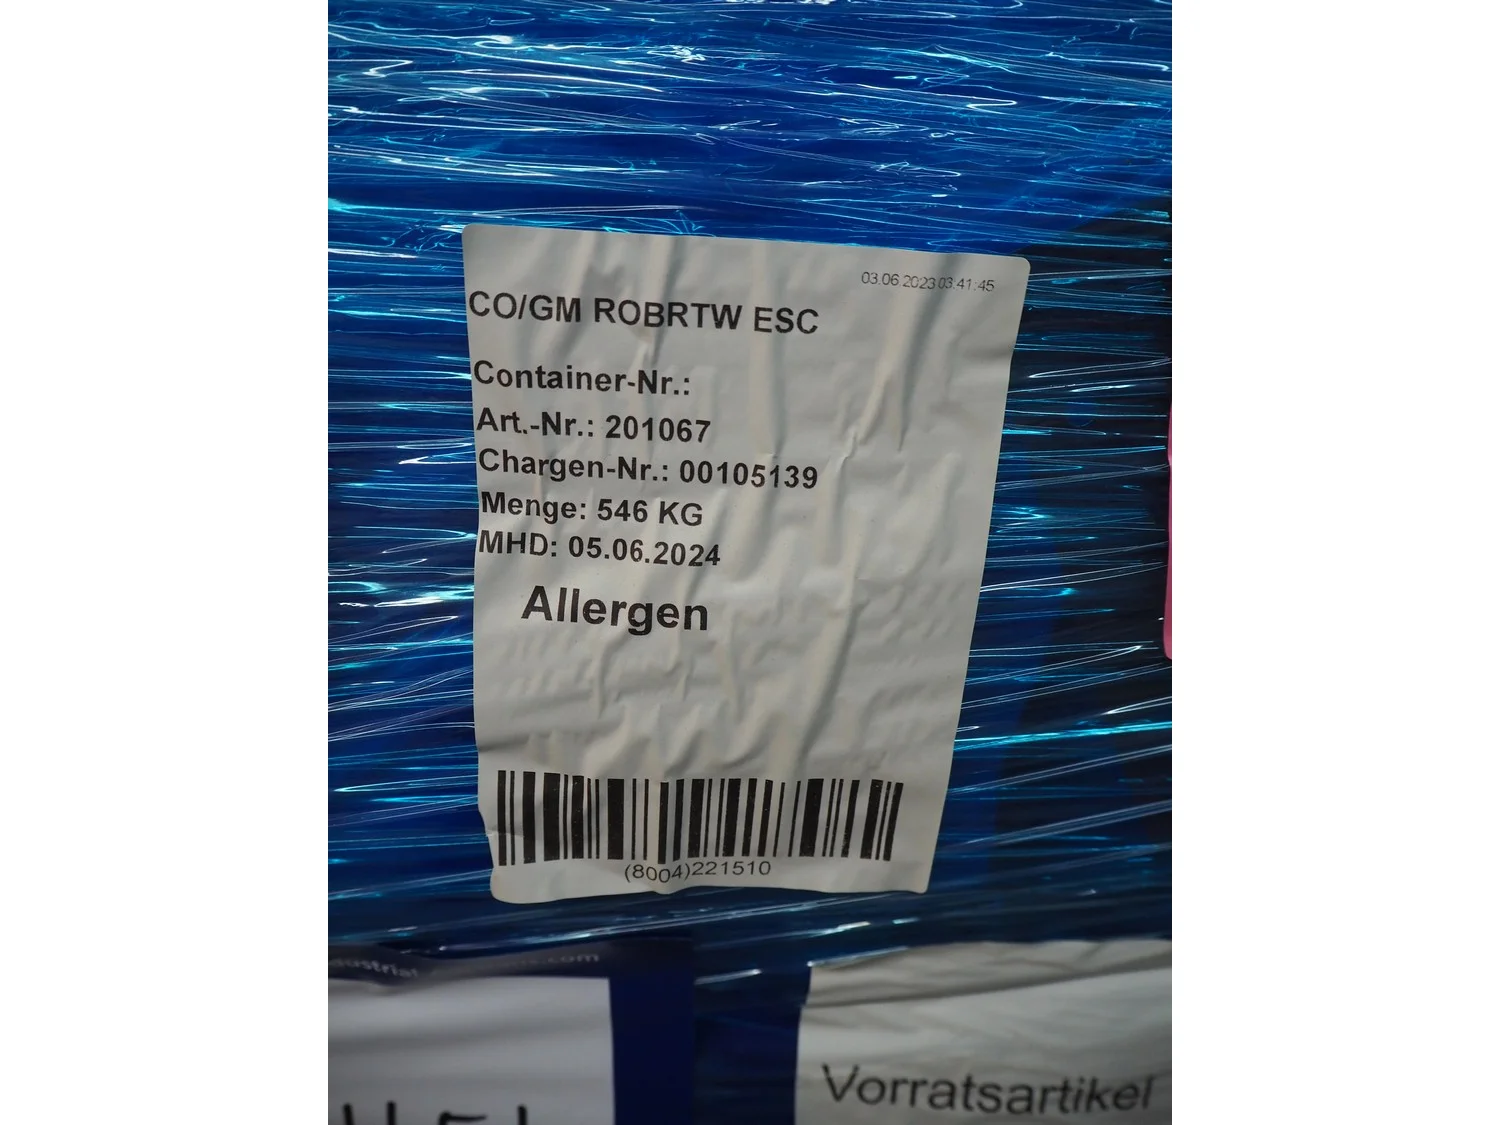 03.06.2023 03:41:45
CO/GM ROBRTW ESC
Container-Nr.:
Art.-Nr.: 201067
Chargen-Nr.: 00105139
Menge: 546 KG
MHD: 05.06.2024
Allergen
(8004)221510
Vorratsartikel